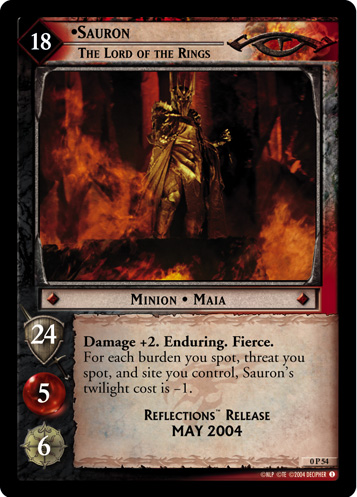 18
•Sauron
The Lord of the Rings
Minion • Maia
24
Damage +2. Enduring. Fierce.
For each burden you spot, threat you
spot, and site you control, Sauron's
twilight cost is –1.
5
Reflections™ Release
May 2004
6
0 P 54
©NLP ™©TE ©2004 DECIPHER